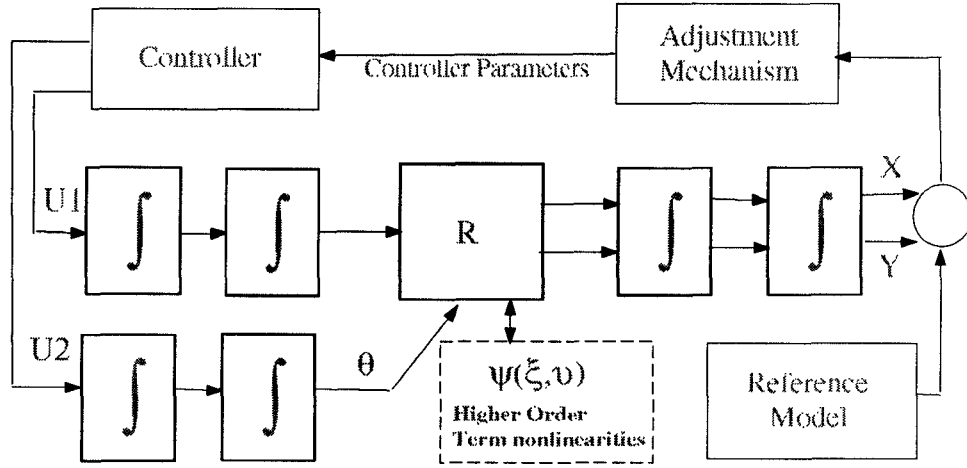 Controller
Controller Parameters
Adjustment
Mechanism
U1
∫
∫
R
∫
∫
X
Y
U2
∫
∫
θ
ψ(ξ,υ)
Higher Order
Term nonlinearities
Reference
Model